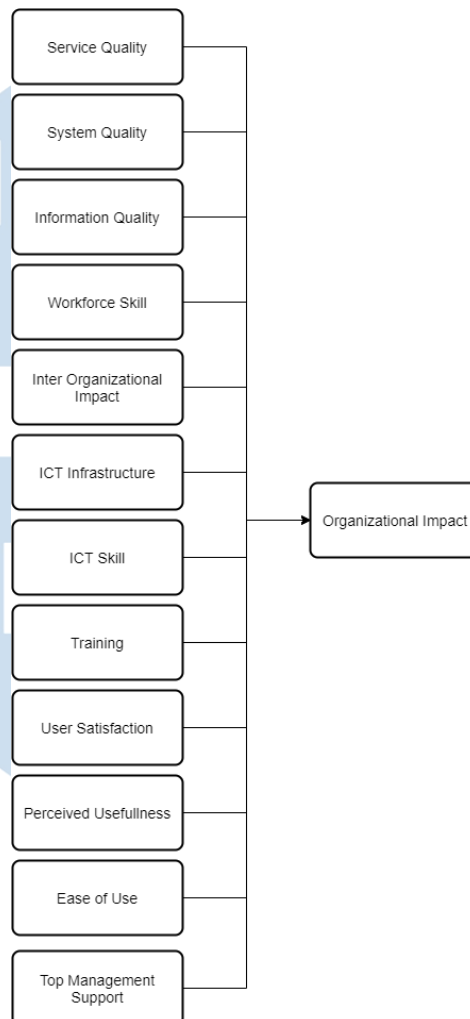 Service Quality
System Quality
Information Quality
Workforce Skill
Inter Organizational
Impact
ICT Infrastructure
Organizational Impact
ICT Skill
Training
User Satisfaction
Perceived Usefullness
Ease of Use
Top Management
Support